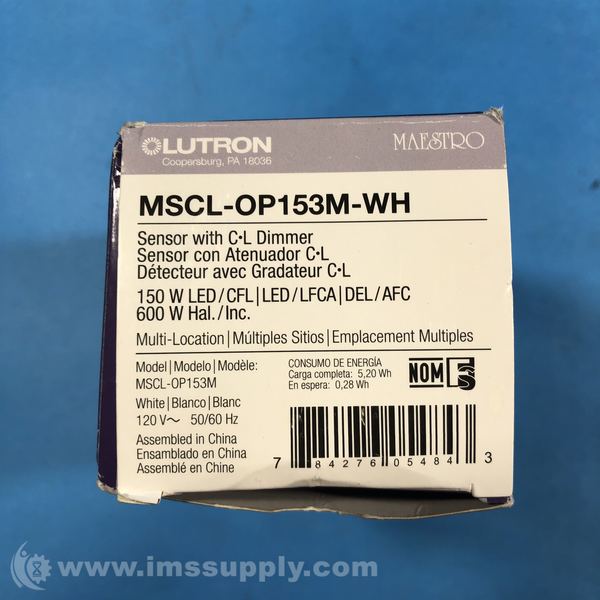 LUTRON
Coopersburg, PA 18036
MAESTRO
MSCL-OP153M-WH
Sensor with C•L Dimmer
Sensor con Atenuador C•L
Détecteur avec Gradateur C•L
150 W LED/CFL|LED/LFCA|DEL/AFC
600 W Hal./Inc.
Multi-Location|Múltiples Sitios|Emplacement Multiples
Model|Modelo|Modèle:
MSCL-OP153M
White|Blanco|Blanc
120 V~ 50/60 Hz
Assembled in China
Ensamblado en China
Assemblé en Chine
CONSUMO DE ENERGÍA
Carga completa: 5,20 Wh
En espera: 0,28 Wh
NOM
7 84276 05484 3
www.imssupply.com